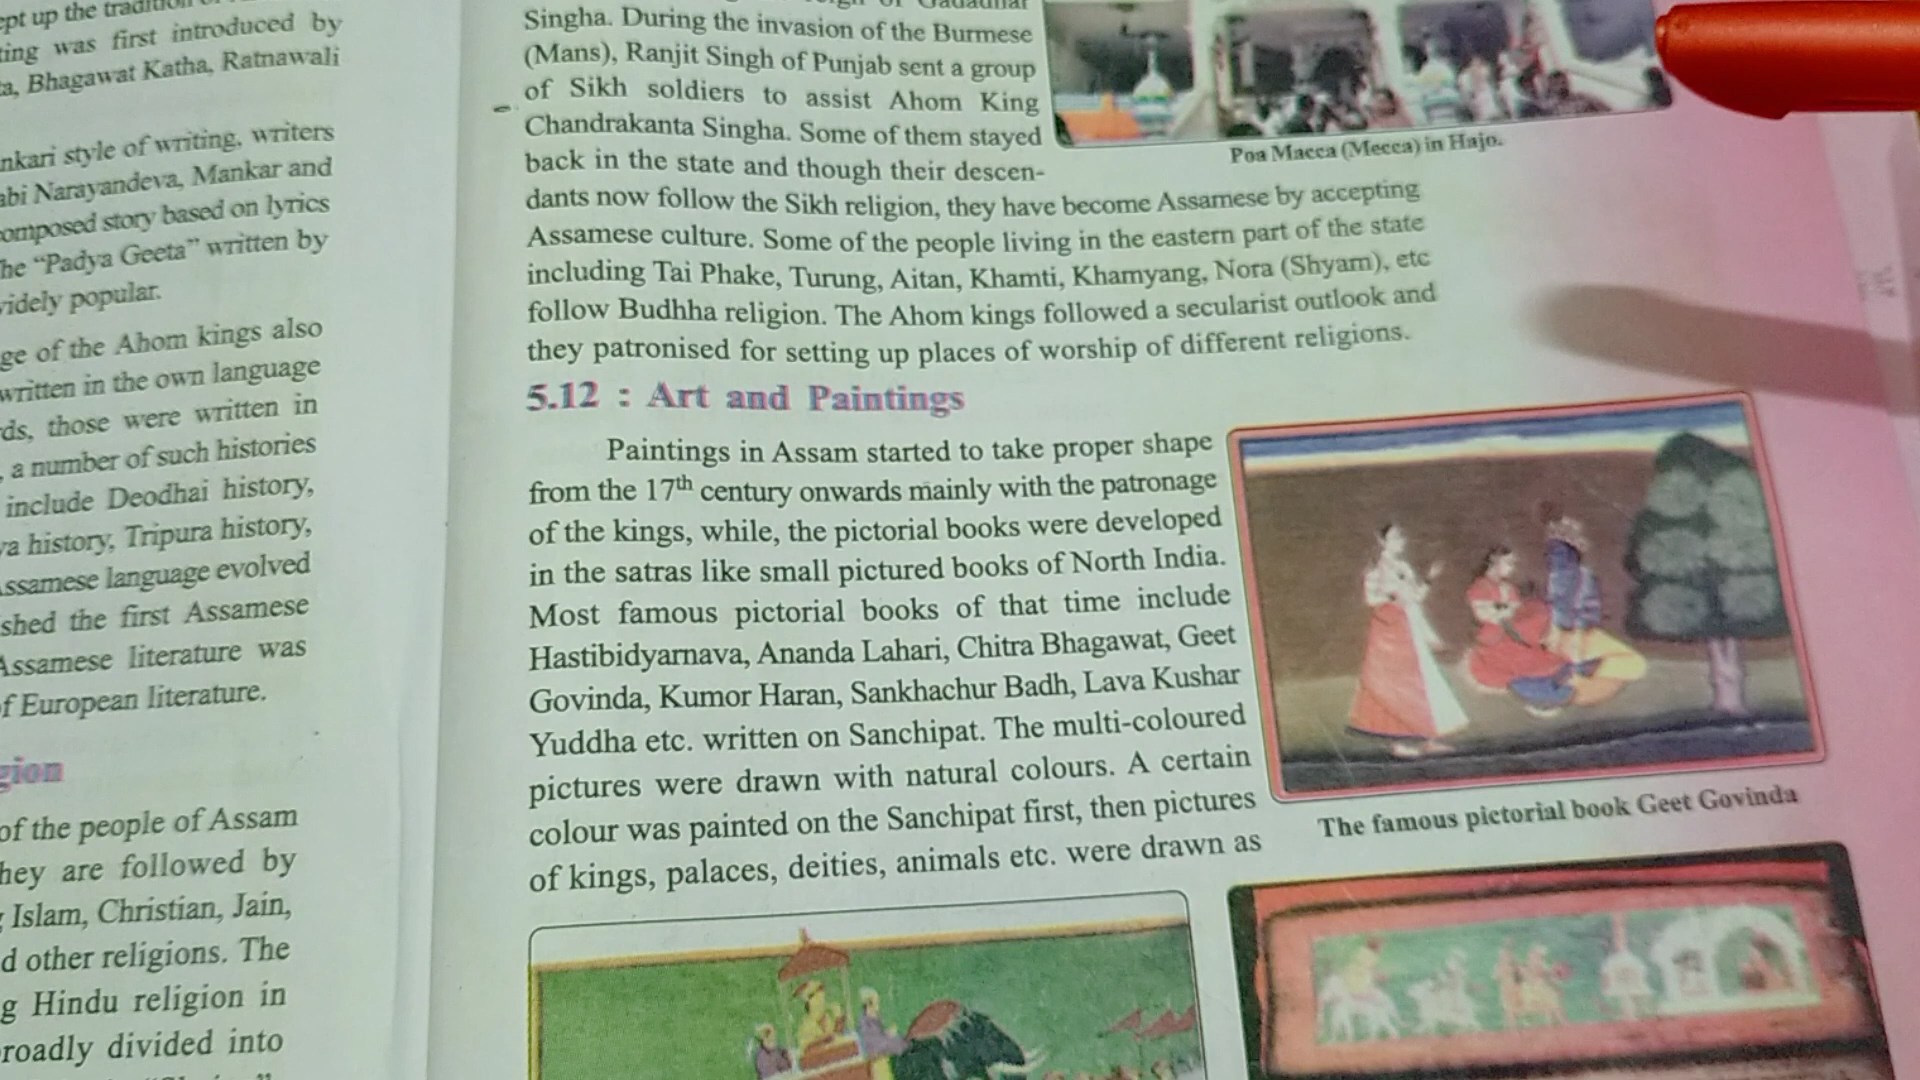 ept up the tradition
ting was first introduced by
a, Bhagawat Katha, Ratnawali
nkari style of writing, writers
abi Narayandeva, Mankar and
omposed story based on lyrics
he "Padya Geeta" written by
videly popular.
ge of the Ahom kings also
written in the own language
ds, those were written in
, a number of such histories
include Deodhai history,
va history, Tripura history,
Assamese language evolved
shed the first Assamese
Assamese literature was
of European literature.
gion
of the people of Assam
hey are followed by
Islam, Christian, Jain,
d other religions. The
g Hindu religion in
roadly divided into
Singha. During the invasion of the Burmese
(Mans), Ranjit Singh of Punjab sent a group
of Sikh soldiers to assist Ahom King
Chandrakanta Singha. Some of them stayed
back in the state and though their descen-
dants now follow the Sikh religion, they have become Assamese by accepting
Assamese culture. Some of the people living in the eastern part of the state
including Tai Phake, Turung, Aitan, Khamti, Khamyang, Nora (Shyam), etc
follow Budhha religion. The Ahom kings followed a secularist outlook and
they patronised for setting up places of worship of different religions.
Poa Macca (Mecca) in Hajo.
5.12 : Art and Paintings
Paintings in Assam started to take proper shape
from the 17th century onwards mainly with the patronage
of the kings, while, the pictorial books were developed
in the satras like small pictured books of North India.
Most famous pictorial books of that time include
Hastibidyarnava, Ananda Lahari, Chitra Bhagawat, Geet
Govinda, Kumor Haran, Sankhachur Badh, Lava Kushar
Yuddha etc. written on Sanchipat. The multi-coloured
pictures were drawn with natural colours. A certain
colour was painted on the Sanchipat first, then pictures
of kings, palaces, deities, animals etc. were drawn as
The famous pictorial book Geet Govinda